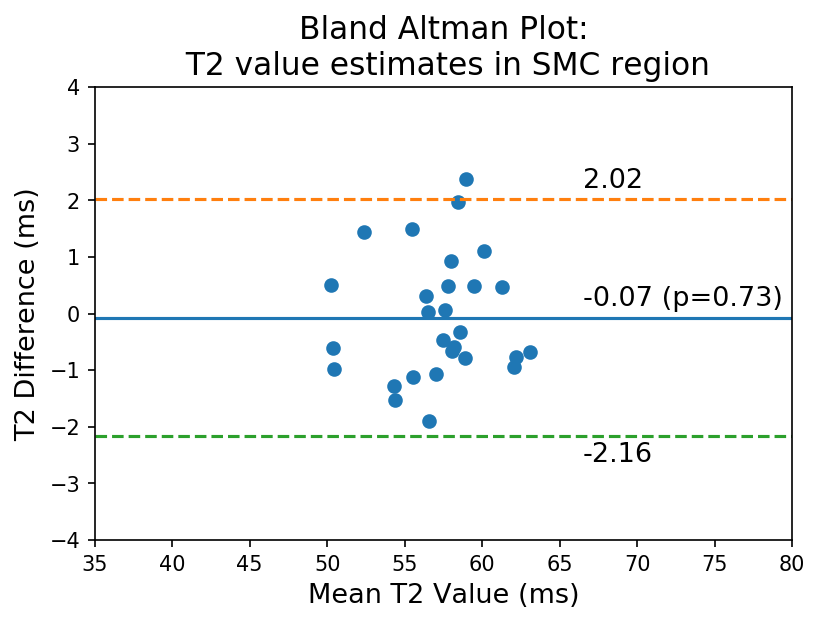 Bland Altman Plot:
T2 value estimates in SMC region
T2 Difference (ms)
4
3
2
1
0
−1
−2
−3
−4
2.02
-0.07 (p=0.73)
-2.16
35 40 45 50 55 60 65 70 75 80
Mean T2 Value (ms)